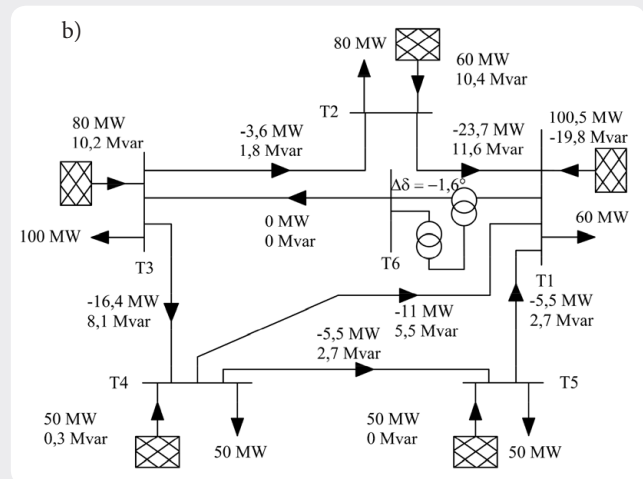 b)
80 MW
60 MW
10,4 Mvar
T2
80 MW
10,2 Mvar
-3,6 MW
1,8 Mvar
-23,7 MW
11,6 Mvar
100,5 MW
-19,8 Mvar
Δδ = −1,6°
0 MW
0 Mvar
60 MW
100 MW
T3
T6
T1
-16,4 MW
8,1 Mvar
-11 MW
5,5 Mvar
-5,5 MW
2,7 Mvar
-5,5 MW
2,7 Mvar
T4
T5
50 MW
0,3 Mvar
50 MW
50 MW
0 Mvar
50 MW